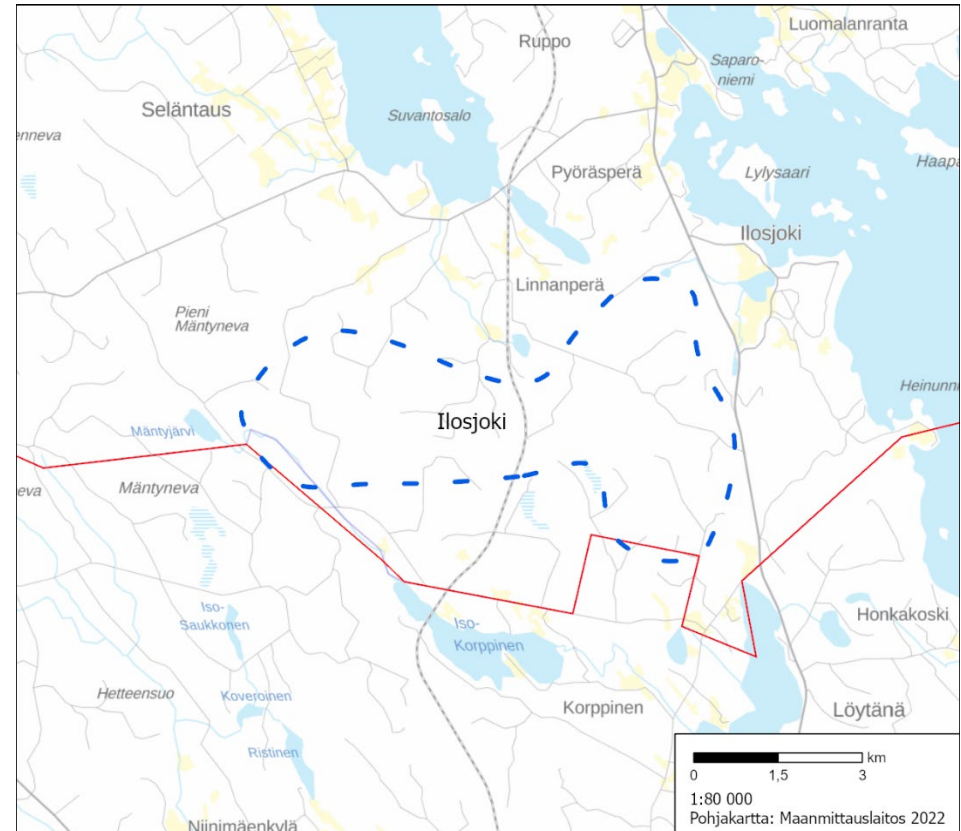 Luomalanranta
Ruppo
Saparo-
niemi
Seläntaus
Suvantosalo
enneva
Pyöräsperä
Lylysaari
Haapa
Ilosjoki
Linnanperä
Pieni
Mäntyneva
Heinunni
Ilosjoki
Mäntyjärvi
eva
Mäntyneva
Iso-
Saukkonen
Iso-
Korppinen
Honkakoski
Hetteensuo
Koveroinen
Korppinen
Löytänä
Ristinen
Niinimäenkylä
km
0 1,5 3
1:80 000
Pohjakartta: Maanmittauslaitos 2022